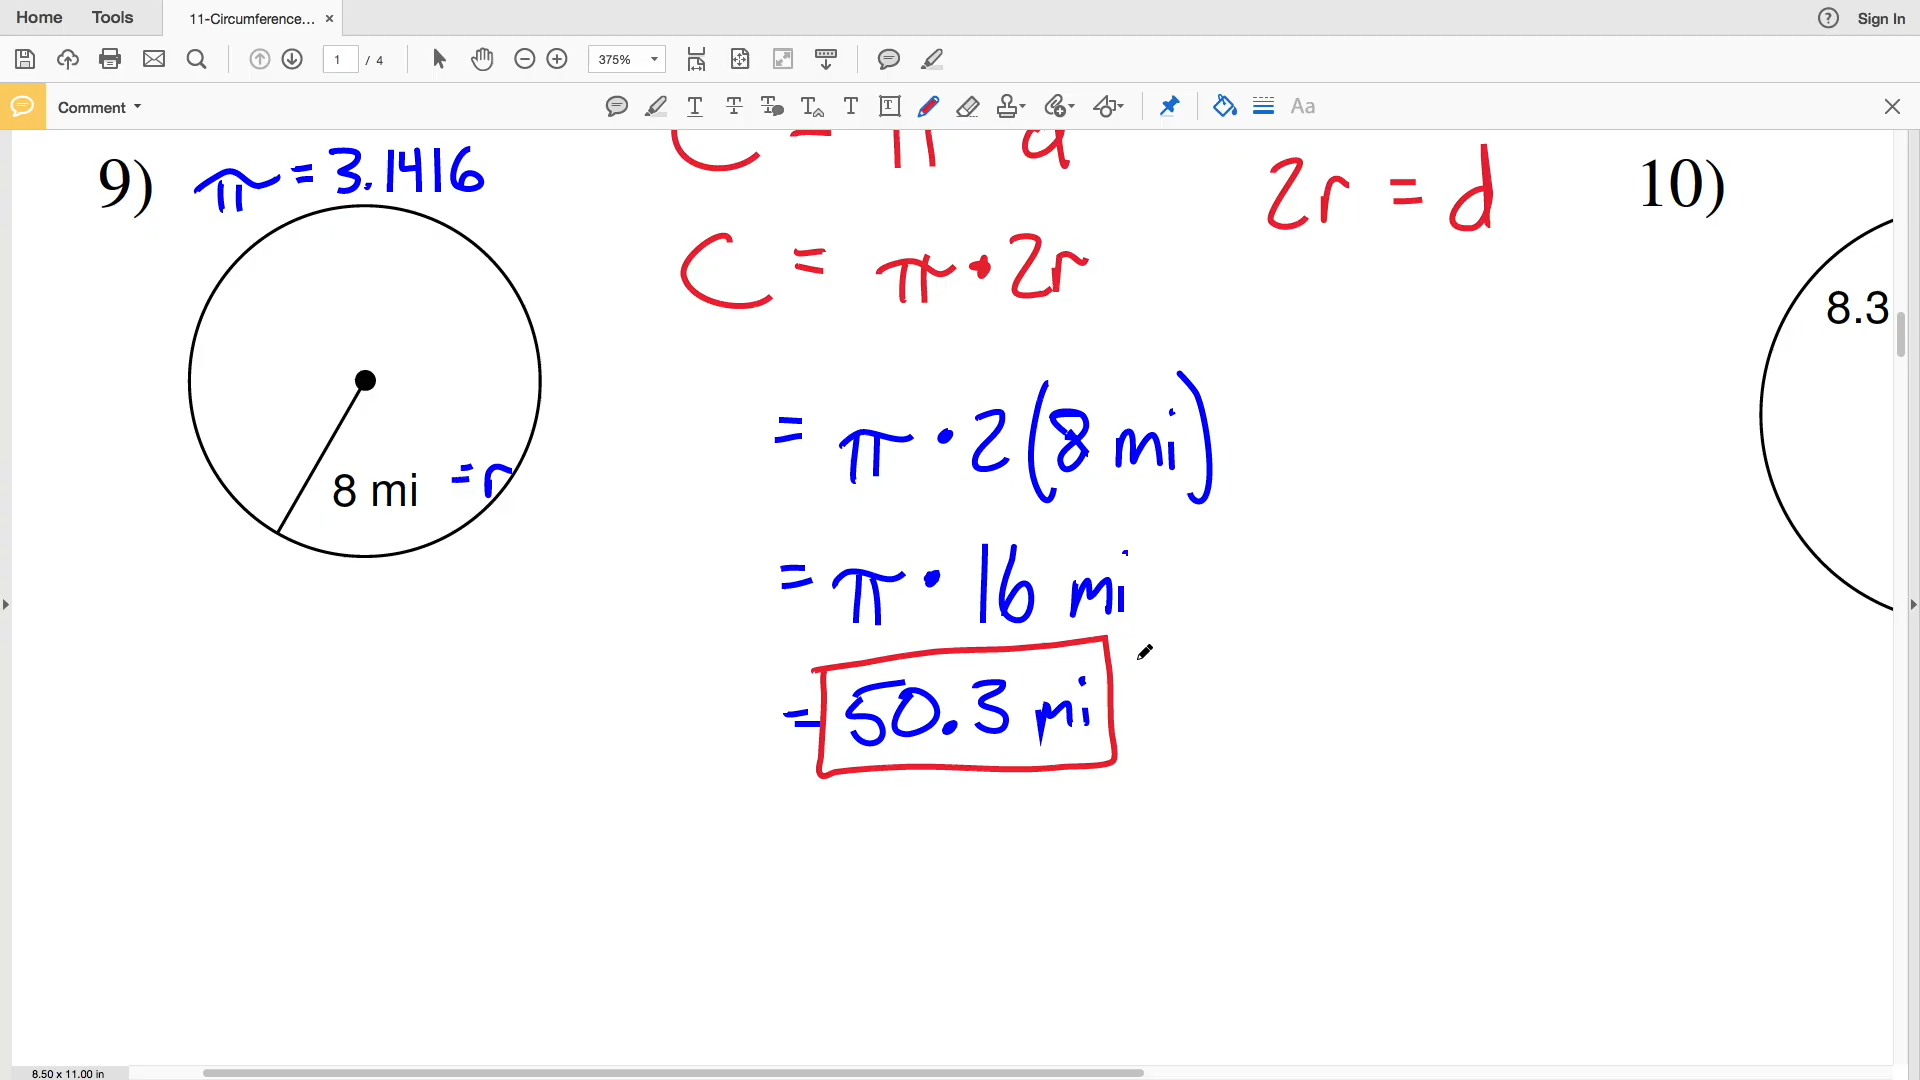 Home Tools 11-Circumference... × ? Sign In
1 / 4 375%
Comment Aa
9) π = 3.1416
C = π d
2r = d
10)
C = π • 2r
8.3
= π • 2(8 mi)
8 mi = r
= π • 16 mi
= 50.3 mi
8.50 x 11.00 in